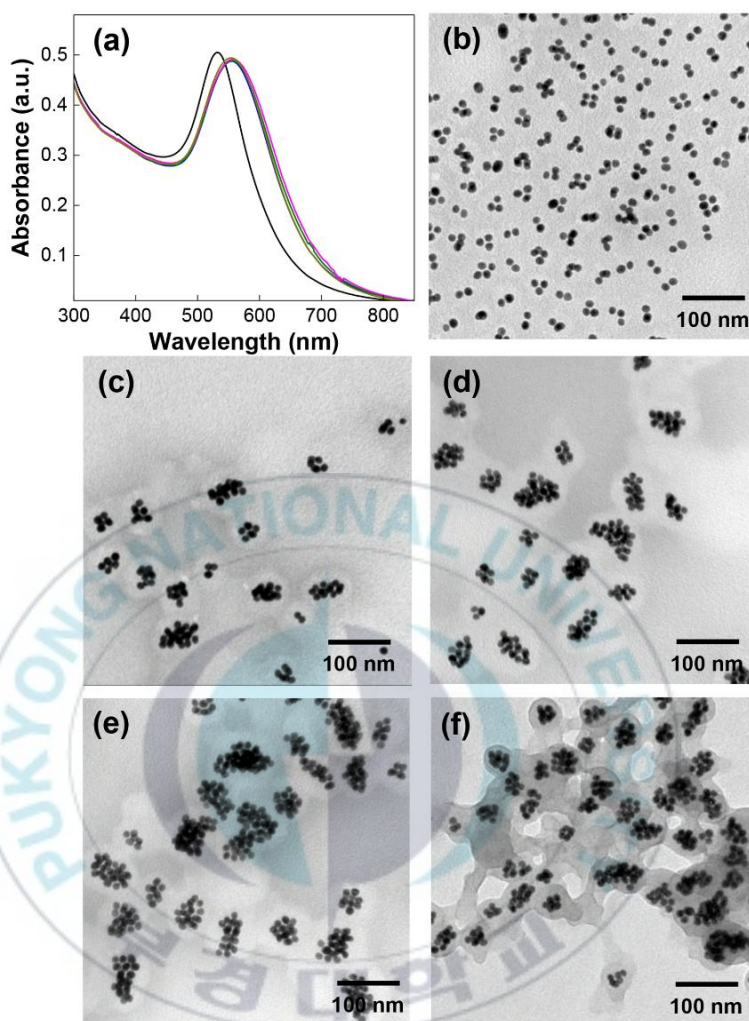 (a)
0.5
0.4
0.3
0.2
0.1
Absorbance (a.u.)
300 400 500 600 700 800
Wavelength (nm)
(b)
100 nm
(c)
100 nm
(d)
100 nm
(e)
100 nm
(f)
100 nm
PUKYONG NATIONAL UNIVERSITY